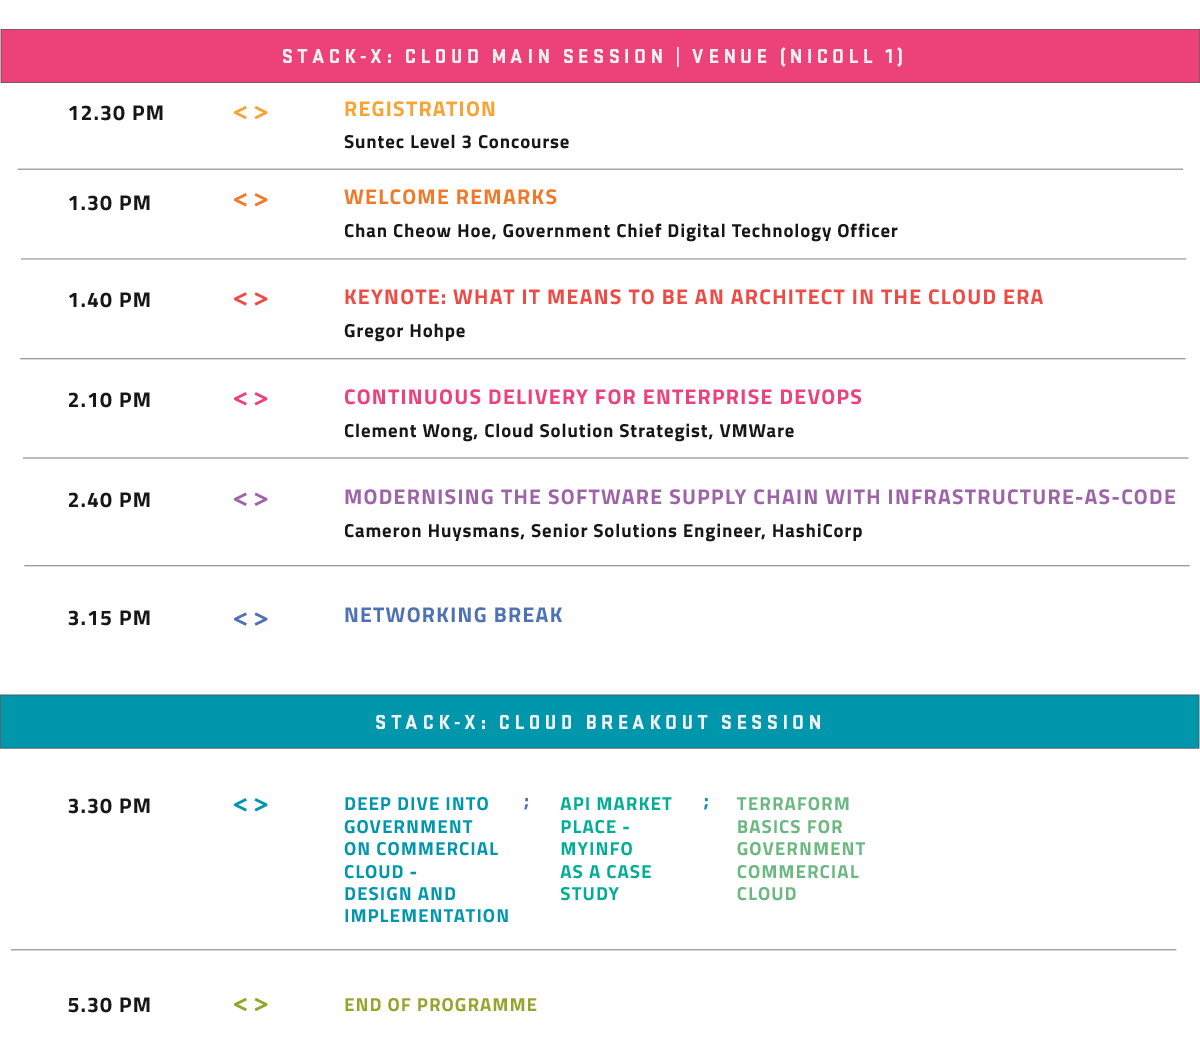 STACK-X: CLOUD MAIN SESSION | VENUE (NICOLL 1)
12.30 PM < > REGISTRATION
Suntec Level 3 Concourse
1.30 PM < > WELCOME REMARKS
Chan Cheow Hoe, Government Chief Digital Technology Officer
1.40 PM < > KEYNOTE: WHAT IT MEANS TO BE AN ARCHITECT IN THE CLOUD ERA
Gregor Hohpe
2.10 PM < > CONTINUOUS DELIVERY FOR ENTERPRISE DEVOPS
Clement Wong, Cloud Solution Strategist, VMWare
2.40 PM < > MODERNISING THE SOFTWARE SUPPLY CHAIN WITH INFRASTRUCTURE-AS-CODE
Cameron Huysmans, Senior Solutions Engineer, HashiCorp
3.15 PM < > NETWORKING BREAK
STACK-X: CLOUD BREAKOUT SESSION
3.30 PM < >
DEEP DIVE INTO
GOVERNMENT
ON COMMERCIAL
CLOUD -
DESIGN AND
IMPLEMENTATION
;
API MARKET
PLACE -
MYINFO
AS A CASE
STUDY
;
TERRAFORM
BASICS FOR
GOVERNMENT
COMMERCIAL
CLOUD
5.30 PM < > END OF PROGRAMME